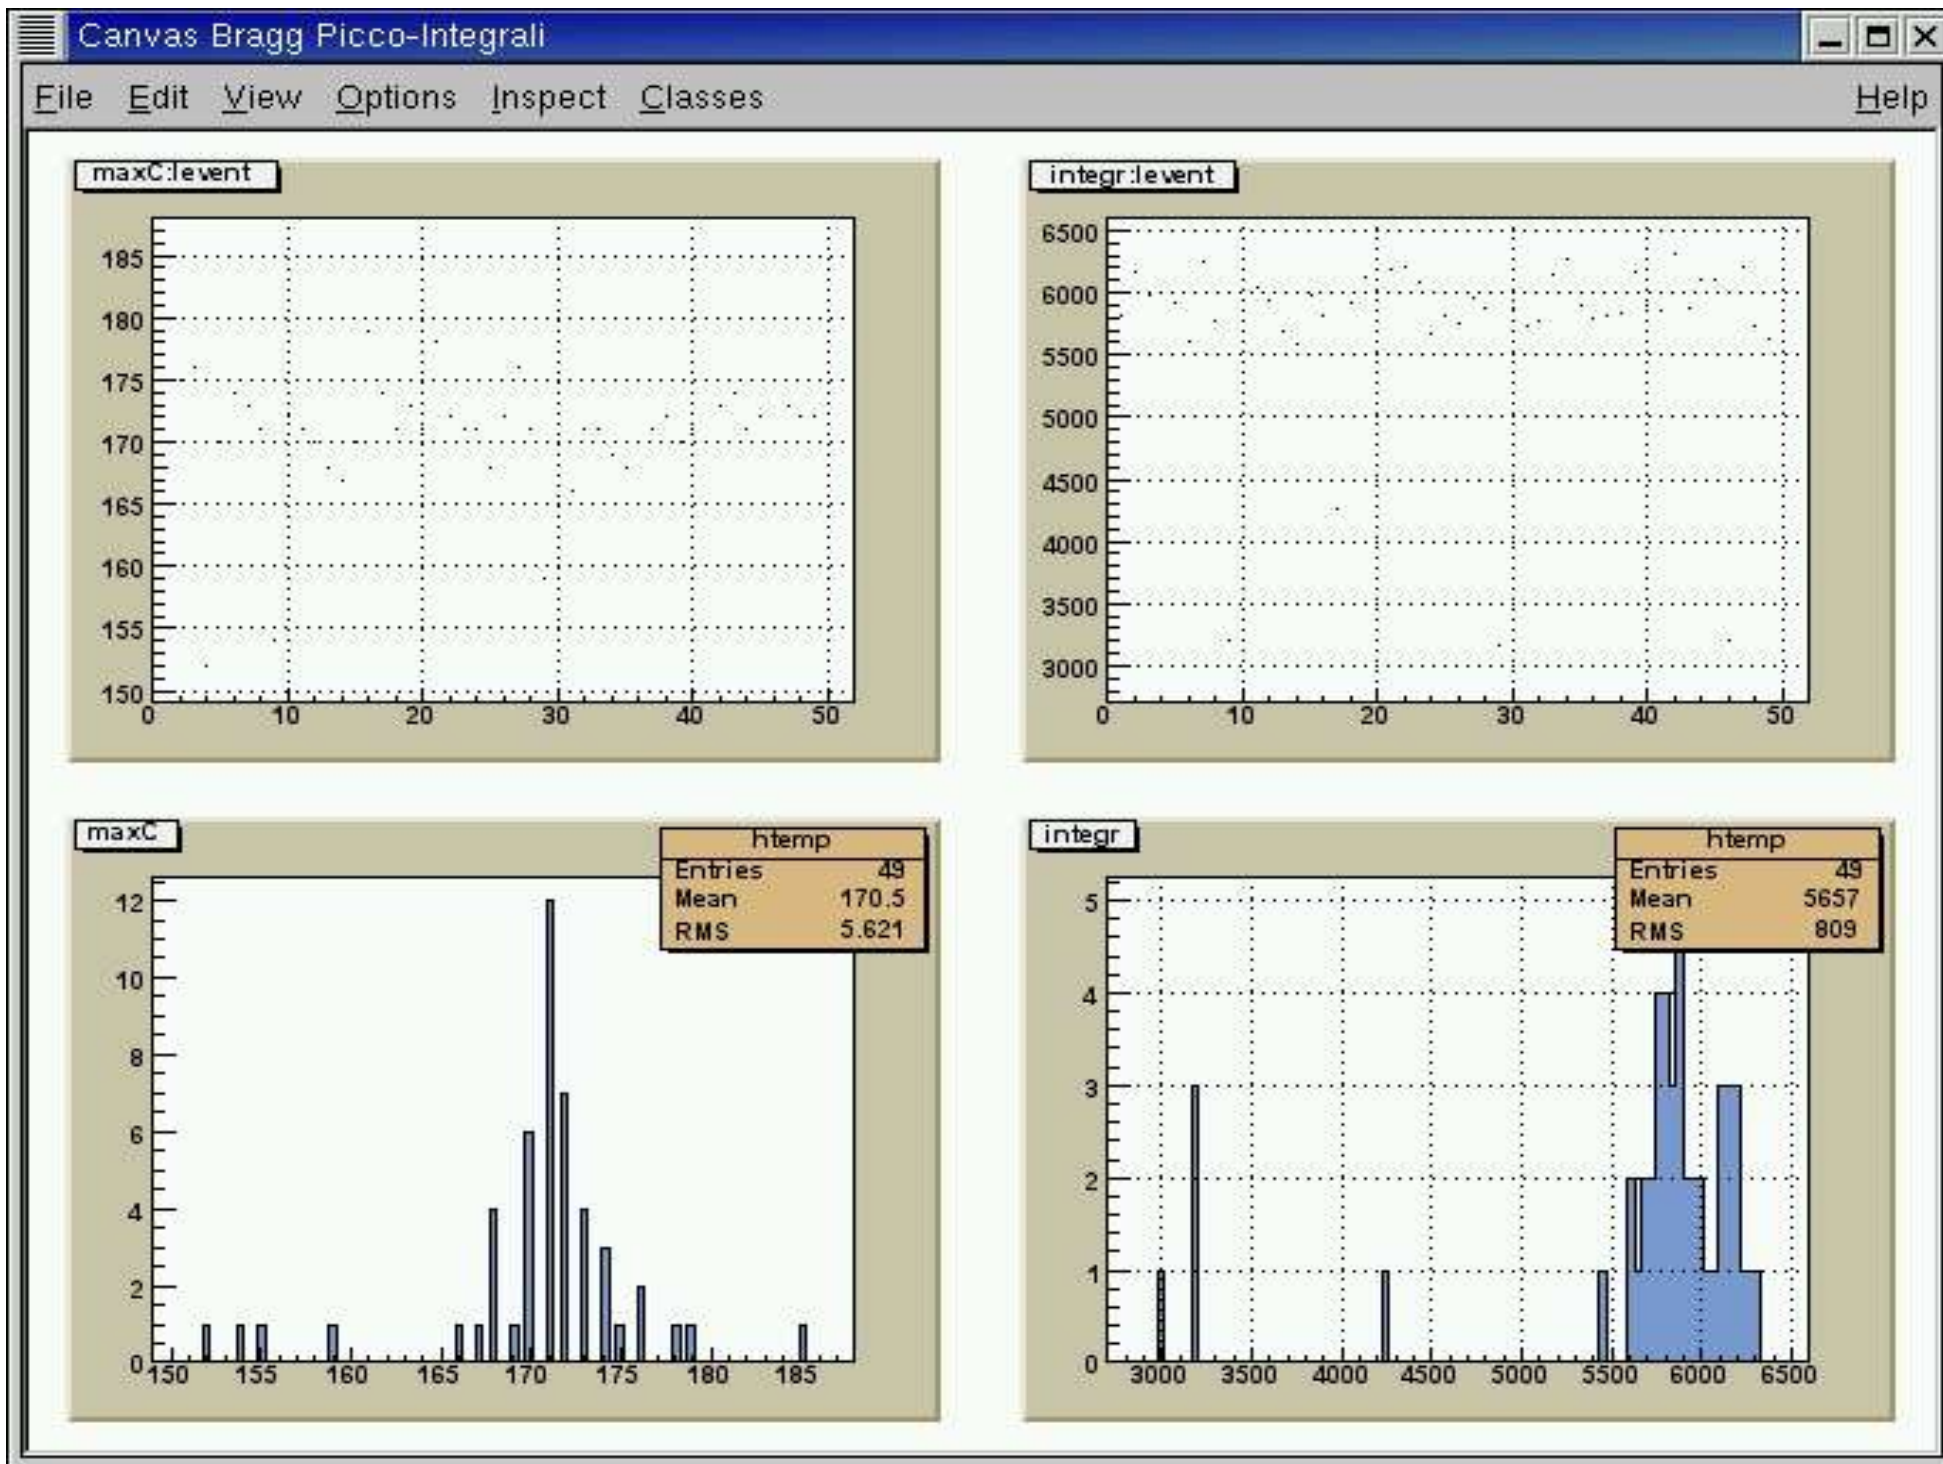 Canvas Bragg Picco-Integrali
File Edit View Options Inspect Classes Help
maxC:Ievent
185
180
175
170
165
160
155
150
0 10 20 30 40 50
integr:Ievent
6500
6000
5500
5000
4500
4000
3500
3000
0 10 20 30 40 50
maxC
htemp
Entries 49
Mean 170.5
RMS 5.621
12
10
8
6
4
2
0
150 155 160 165 170 175 180 185
integr
htemp
Entries 49
Mean 5657
RMS 809
5
4
3
2
1
0
3000 3500 4000 4500 5000 5500 6000 6500